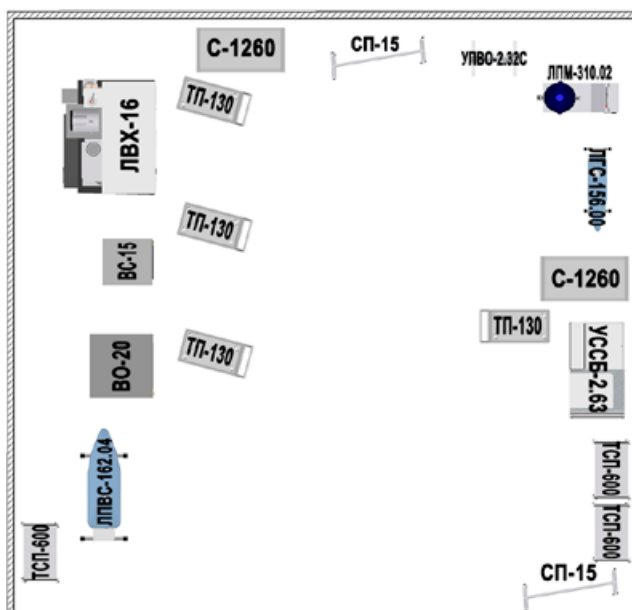 С-1260
СП-15
УПВО-2.32С
ЛПМ-310.02
ЛВХ-16
ТП-130
ЛГС-156.00
ТП-130
ВС-15
С-1260
ТП-130
ВО-20
ТП-130
УССБ-2.63
ЛПВС-162.04
ТСП-600
ТСП-600
ТСП-600
СП-15